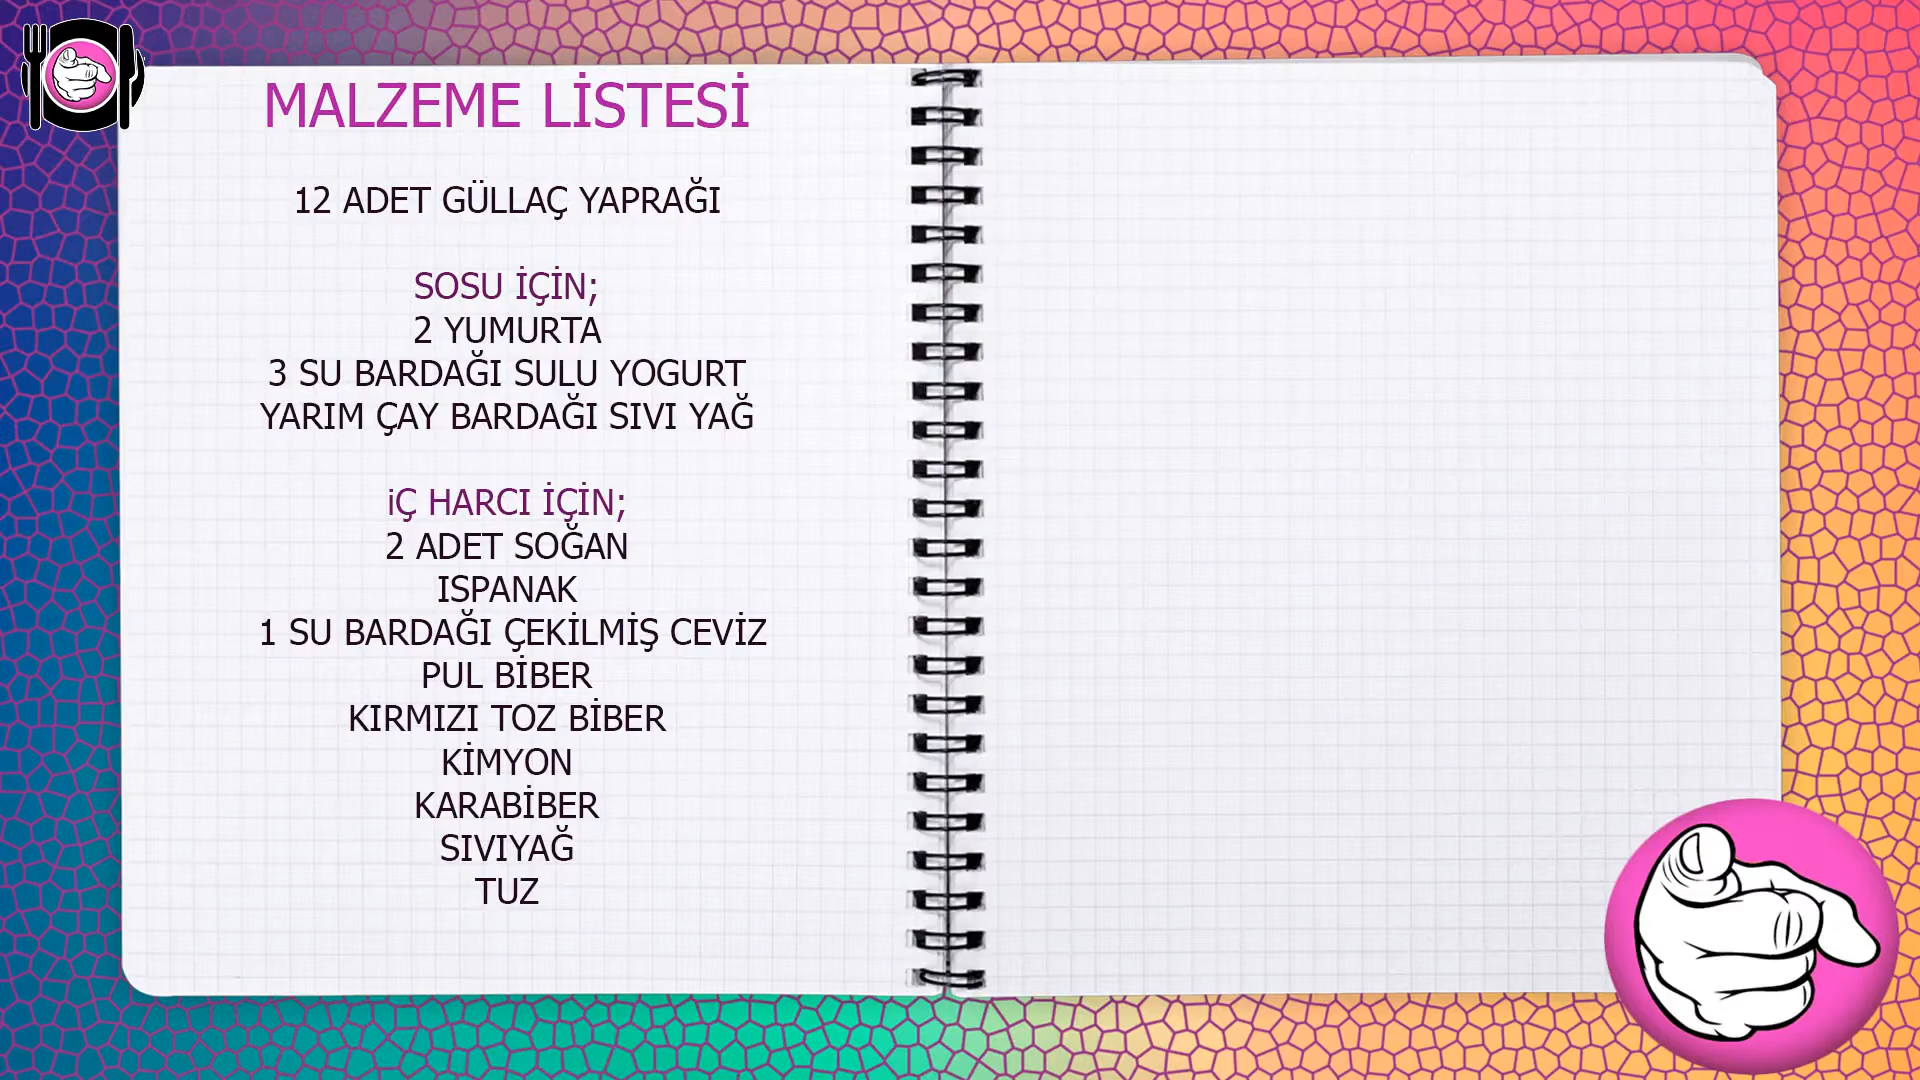 MALZEME LİSTESİ
12 ADET GÜLLAÇ YAPRAĞI
SOSU İÇİN;
2 YUMURTA
3 SU BARDAĞI SULU YOGURT
YARIM ÇAY BARDAĞI SIVI YAĞ
iÇ HARCI İÇİN;
2 ADET SOĞAN
ISPANAK
1 SU BARDAĞI ÇEKİLMİŞ CEVİZ
PUL BİBER
KIRMIZI TOZ BİBER
KİMYON
KARABİBER
SIVIYAĞ
TUZ